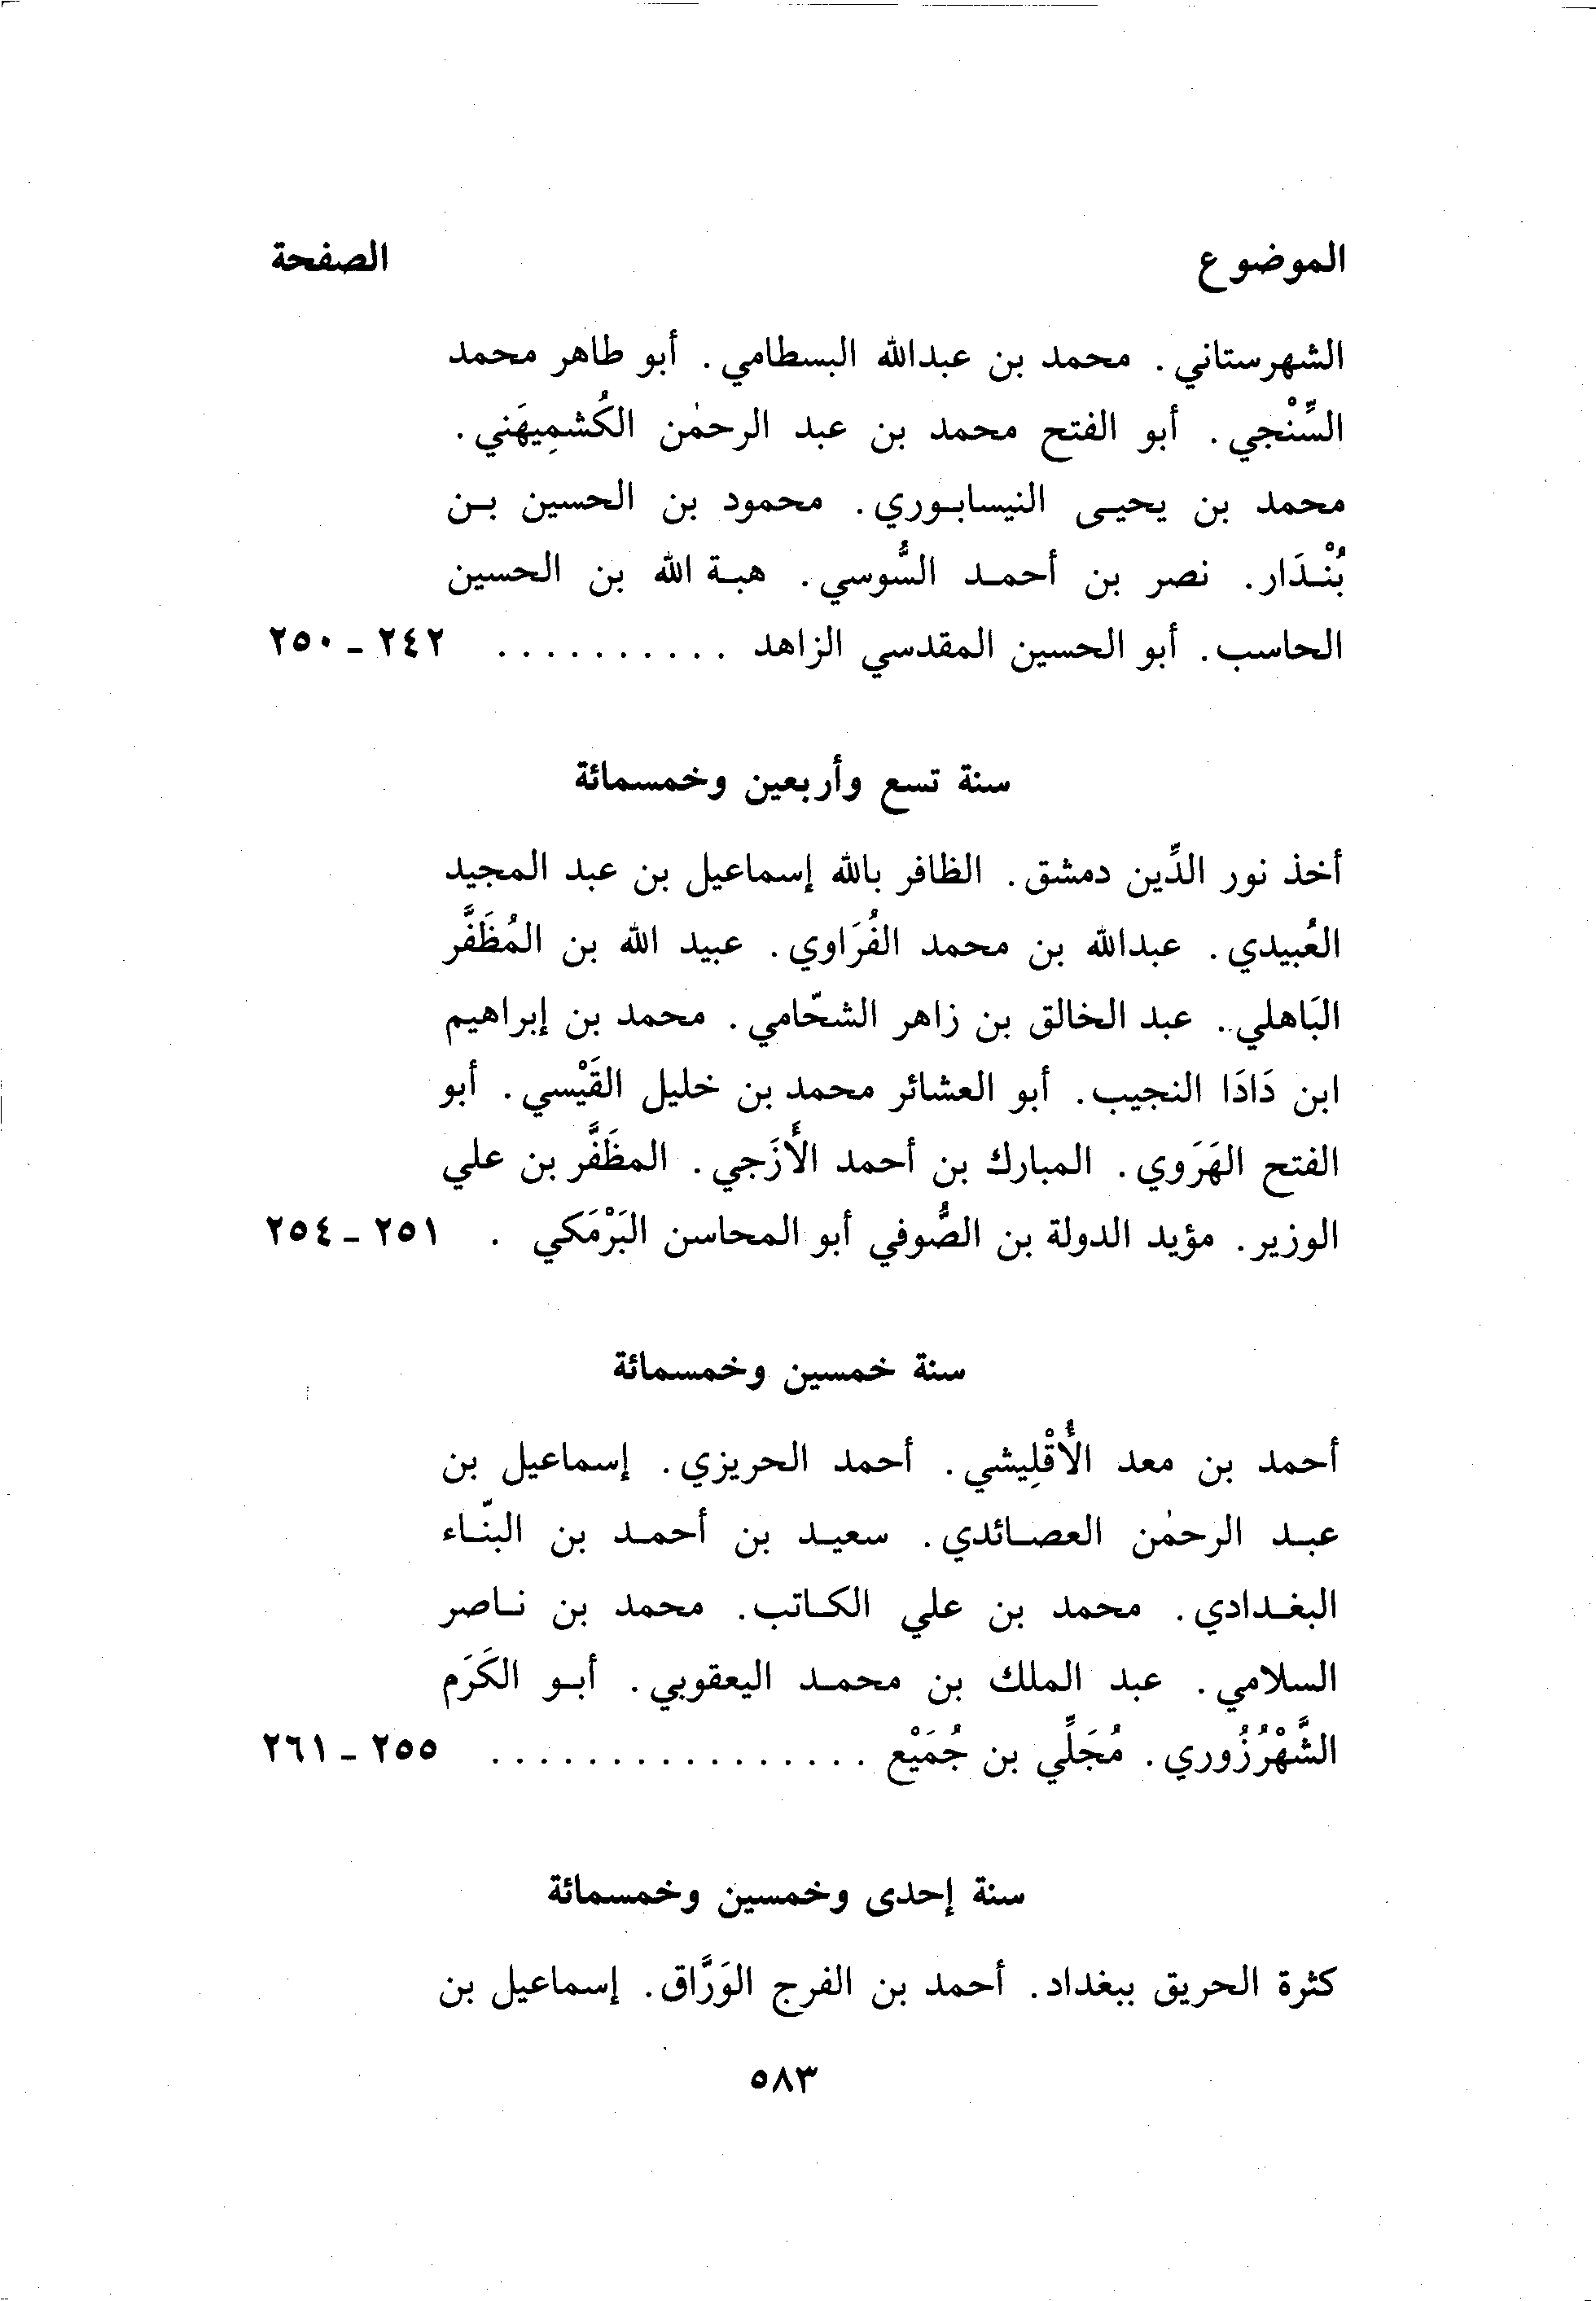 الموضوع الصفحة
الشهرستاني. محمد بن عبدالله البسطامي. أبو طاهر محمد
السِّنْجي. أبو الفتح محمد بن عبد الرحمٰن الكُشمِيهَني.
محمد بن يحيى النيسابوري. محمود بن الحسين بن
بُنْدَار. نصر بن أحمد السُّوسي. هبة الله بن الحسين
الحاسب. أبو الحسين المقدسي الزاهد .......... ٢٤٢ - ٢٥٠
سنة تسع وأربعين وخمسمائة
أخذ نور الدِّين دمشق. الظافر بالله إسماعيل بن عبد المجيد
العُبيدي. عبدالله بن محمد الفُرَاوي. عبيد الله بن المُظَفَّر
البَاهلي. عبد الخالق بن زاهر الشحّامي. محمد بن إبراهيم
ابن دَادَا النجيب. أبو العشائر محمد بن خليل القَيْسي. أبو
الفتح الهَرَوي. المبارك بن أحمد الأَزَجي. المظَفَّر بن علي
الوزير. مؤيد الدولة بن الصُّوفي أبو المحاسن البَرْمَكي . ٢٥١ - ٢٥٤
سنة خمسين وخمسمائة
أحمد بن معد الأُقْلِيشي. أحمد الحريزي. إسماعيل بن
عبد الرحمٰن العصائدي. سعيد بن أحمد بن البنّاء
البغدادي. محمد بن علي الكاتب. محمد بن ناصر
السلامي. عبد الملك بن محمد اليعقوبي. أبو الكَرَم
الشَّهْرُزُوري. مُجَلِّي بن جُمَيْع ................ ٢٥٥ - ٢٦١
سنة إحدى وخمسين وخمسمائة
كثرة الحريق ببغداد. أحمد بن الفرج الوَرَّاق. إسماعيل بن
٥٨٣